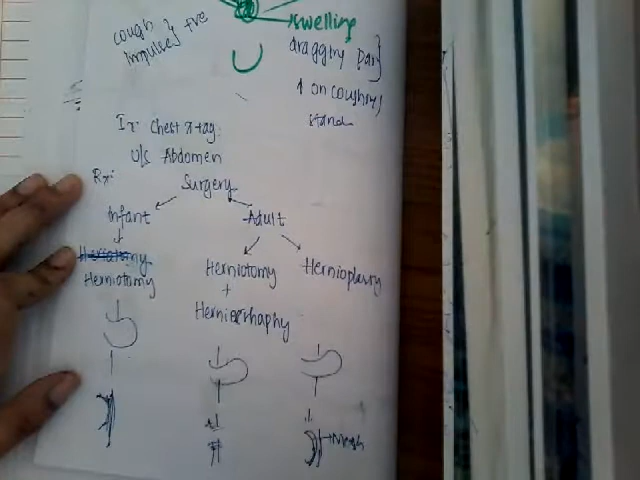 swelling
cough } +ve
impulse
dragging pain
↑ on coughing
stand
Ix Chest x-ray
U/S Abdomen
Rx:
Surgery
Infant Adult
Herniotomy
Herniotomy Hernioplasty
+
Herniorrhaphy
Mesh